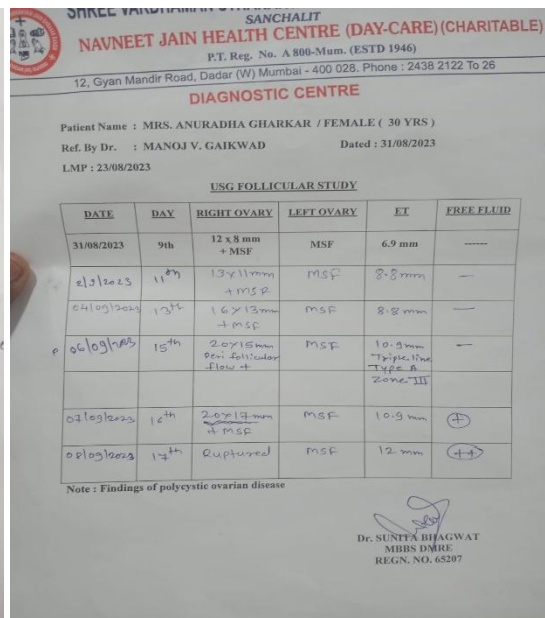 SHREE VARDHAMAN
SANCHALIT
NAVNEET JAIN HEALTH CENTRE (DAY-CARE) (CHARITABLE)
P.T. Reg. No. A 800-Mum. (ESTD 1946)
12, Gyan Mandir Road, Dadar (W) Mumbai - 400 028. Phone : 2438 2122 To 26
DIAGNOSTIC CENTRE
Patient Name : MRS. ANURADHA GHARKAR / FEMALE ( 30 YRS )
Ref. By Dr. : MANOJ V. GAIKWAD Dated : 31/08/2023
LMP : 23/08/2023
USG FOLLICULAR STUDY
DATE DAY RIGHT OVARY LEFT OVARY ET FREE FLUID
31/08/2023 9th 12 x 8 mm + MSF MSF 6.9 mm ------
2/9/2023 11th 13x11mm + MSF MSF 8.8mm —
04/09/2023 13th 16x13mm + MSF MSF 8.8mm —
06/09/2023 15th 20x15mm Peri follicular flow + MSF 10.9mm Triple line Type A Zone III —
07/09/2023 16th 20x17mm + MSF MSF 10.9 mm +
08/09/2023 17th Ruptured MSF 12 mm ++
Note : Findings of polycystic ovarian disease
Dr. SUNITA BHAGWAT
MBBS DMRE
REGN. NO. 65207